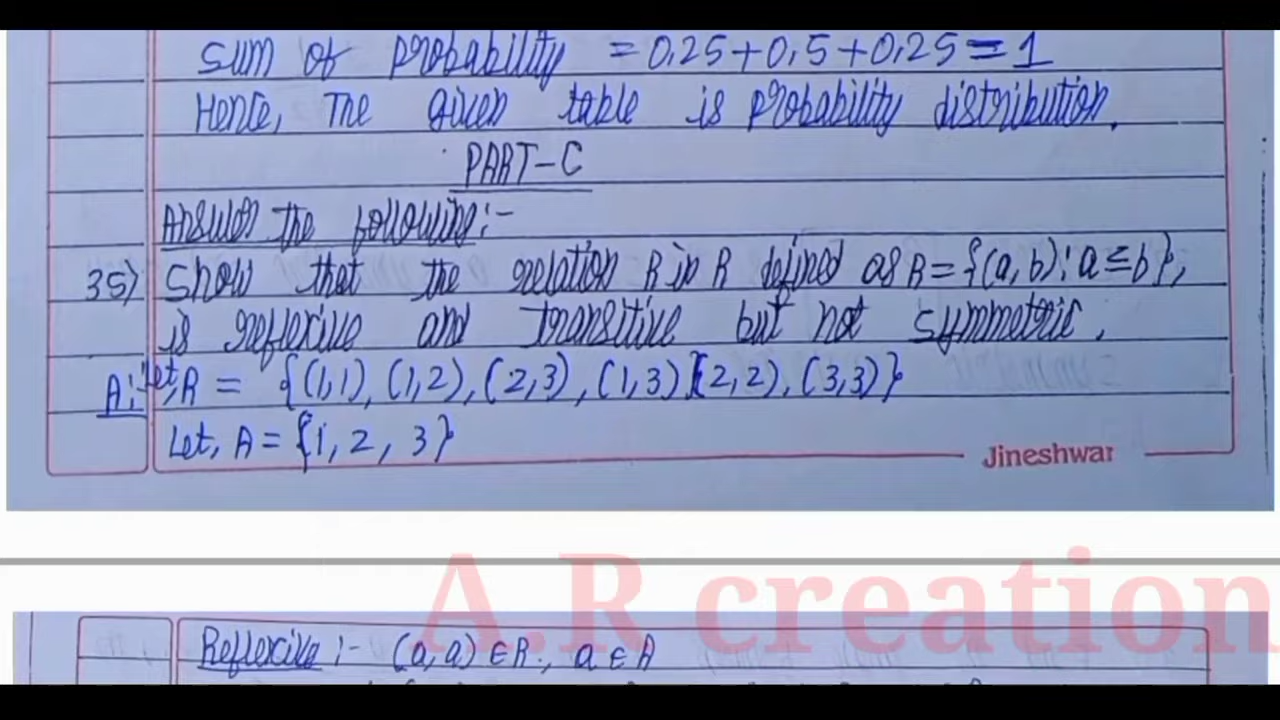 sum of probability = 0.25+0.5+0.25=1
Hence, The given table is probability distribution.
PART-C
Answer the following:-
35) Show that the relation R in R defined as R = {(a, b): a ≤ b},
is reflexive and transitive but not symmetric.
A:- Let, R = {(1,1), (1,2), (2,3), (1,3) (2,2), (3,3)}
Let, A = {1, 2, 3}
Jineshwar
A.R creation
Reflexive :- (a,a) ∈ R, a ∈ A